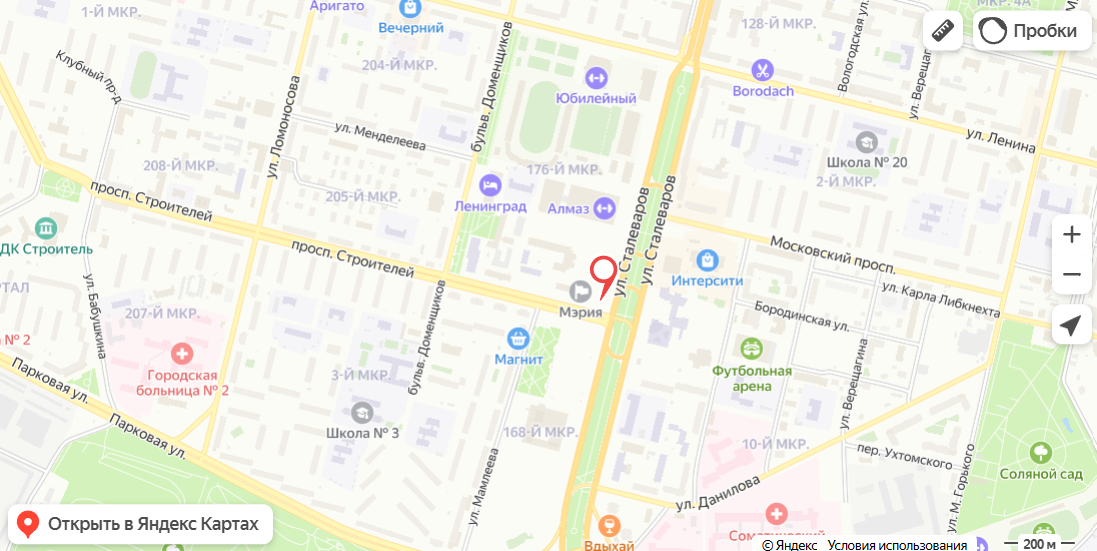 1-Й МКР.
Аригато
Вечерний
128-Й МКР.
МКР. 4А
Пробки
204-Й МКР.
Клубный пр-д
ул. Ломоносова
бульв. Доменщиков
Юбилейный
Borodach
Вологодская ул.
ул. Верещагина
ул. Ленина
ул. Менделеева
Школа № 20
2-Й МКР.
208-Й МКР.
176-Й МКР.
205-Й МКР.
просп. Строителей
Ленинград
Алмаз
ул. Сталеваров
ул. Сталеваров
ДК Строитель
просп. Строителей
Московский просп.
Интерсити
ул. Карла Либкнехта
ул. Бабушкина
207-Й МКР.
Мэрия
Бородинская ул.
Магнит
бульв. Доменщиков
№ 2
Парковая ул.
Городская
больница № 2
3-Й МКР.
Футбольная
арена
ул. Верещагина
Парковая ул.
Школа № 3
168-Й МКР.
10-Й МКР.
пер. Ухтомского
ул. М. Горького
Соляной сад
ул. Мамлеева
ул. Данилова
Открыть в Яндекс Картах
Вдыхай
Соматический
© Яндекс Условия использования
200 м